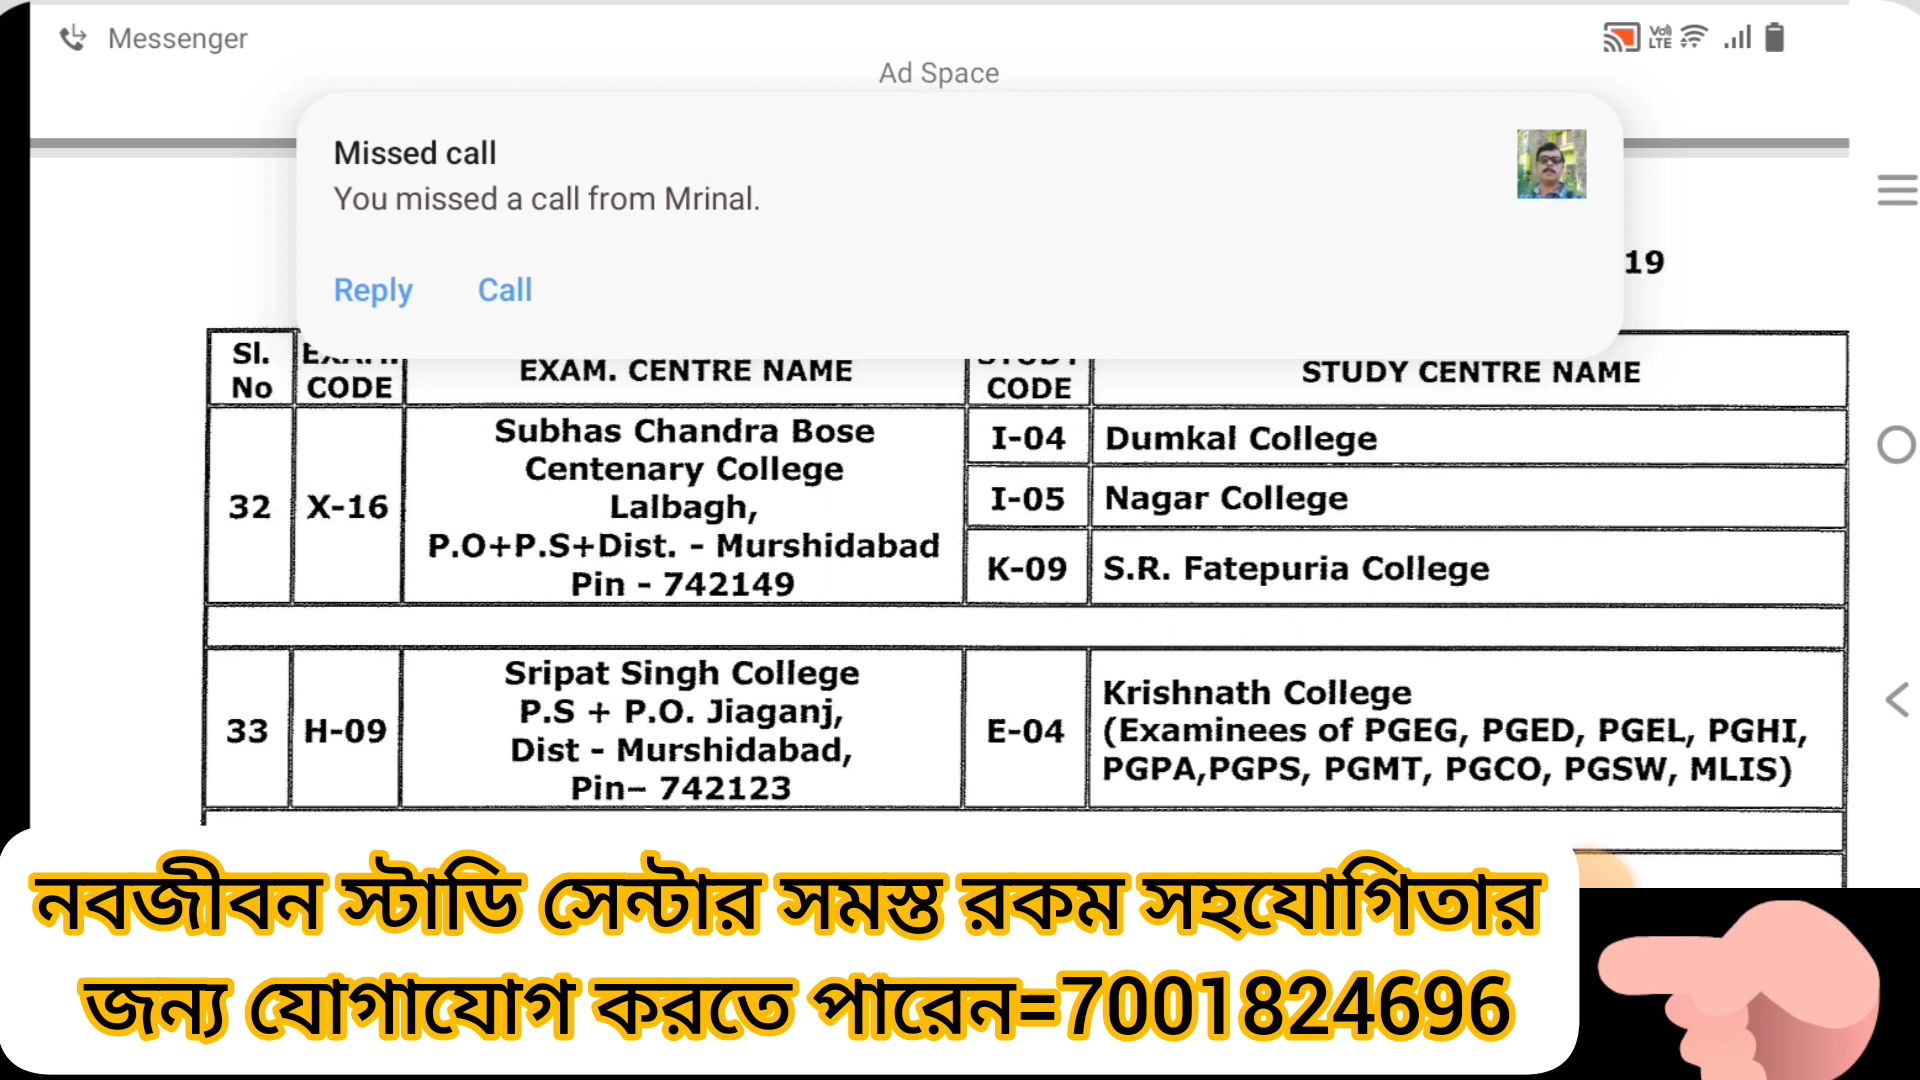 Messenger
Vo) LTE
Ad Space
Missed call
You missed a call from Mrinal.
Reply Call
19
Sl. No
CODE
EXAM. CENTRE NAME
CODE
STUDY CENTRE NAME
32
X-16
Subhas Chandra Bose
Centenary College
Lalbagh,
P.O+P.S+Dist. - Murshidabad
Pin - 742149
I-04 Dumkal College
I-05 Nagar College
K-09 S.R. Fatepuria College
33
H-09
Sripat Singh College
P.S + P.O. Jiaganj,
Dist - Murshidabad,
Pin– 742123
E-04
Krishnath College
(Examinees of PGEG, PGED, PGEL, PGHI,
PGPA,PGPS, PGMT, PGCO, PGSW, MLIS)
নবজীবন স্টাডি সেন্টার সমস্ত রকম সহযোগিতার
জন্য যোগাযোগ করতে পারেন=7001824696